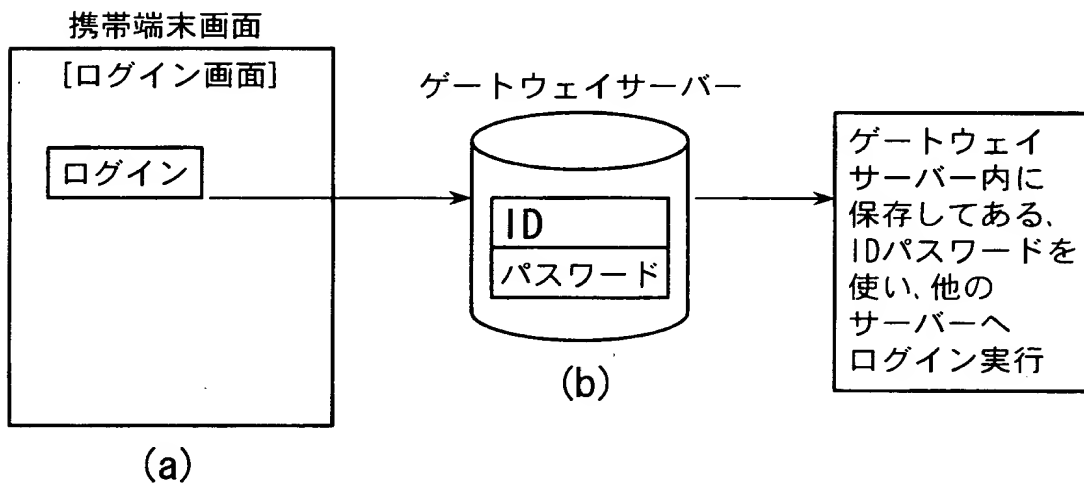 携帯端末画面
[ログイン画面]
ログイン
(a)
ゲートウェイサーバー
ID
パスワード
(b)
ゲートウェイ
サーバー内に
保存してある、
IDパスワードを
使い、他の
サーバーへ
ログイン実行